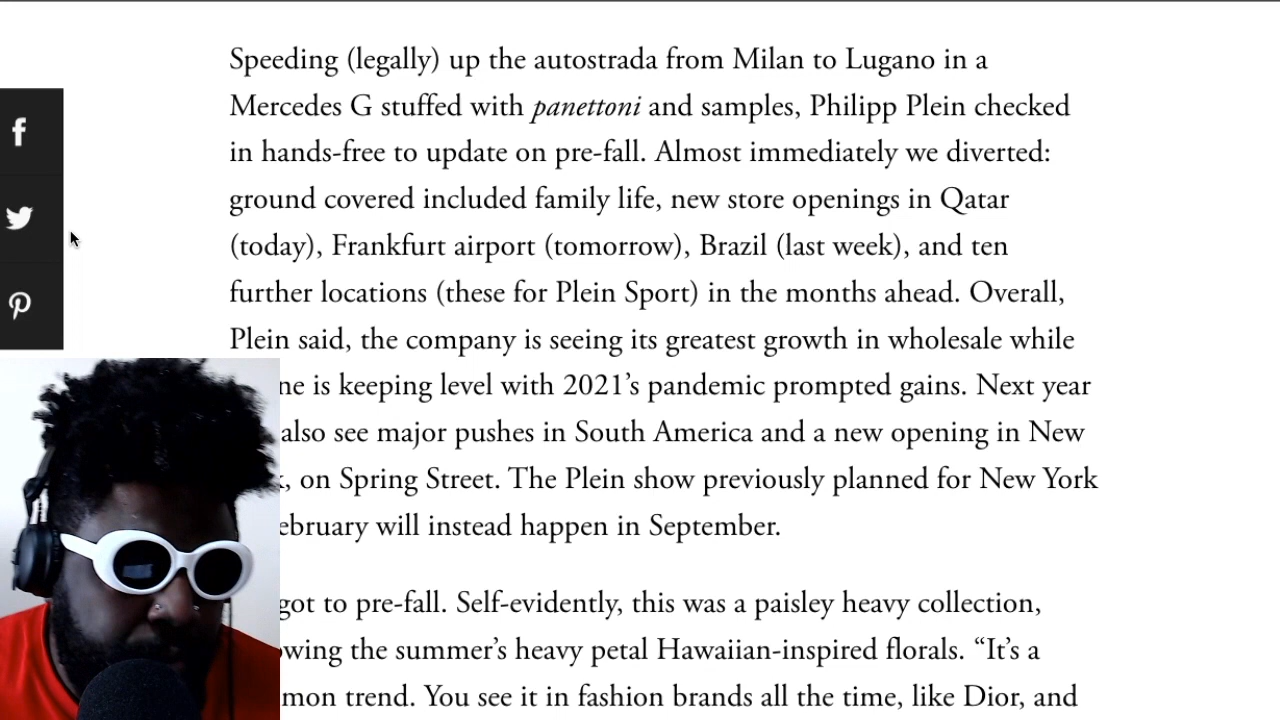 Speeding (legally) up the autostrada from Milan to Lugano in a
Mercedes G stuffed with panettoni and samples, Philipp Plein checked
in hands-free to update on pre-fall. Almost immediately we diverted:
ground covered included family life, new store openings in Qatar
(today), Frankfurt airport (tomorrow), Brazil (last week), and ten
further locations (these for Plein Sport) in the months ahead. Overall,
Plein said, the company is seeing its greatest growth in wholesale while
is keeping level with 2021’s pandemic prompted gains. Next year
also see major pushes in South America and a new opening in New
on Spring Street. The Plein show previously planned for New York
will instead happen in September.
got to pre-fall. Self-evidently, this was a paisley heavy collection,
the summer’s heavy petal Hawaiian-inspired florals. “It’s a
trend. You see it in fashion brands all the time, like Dior, and